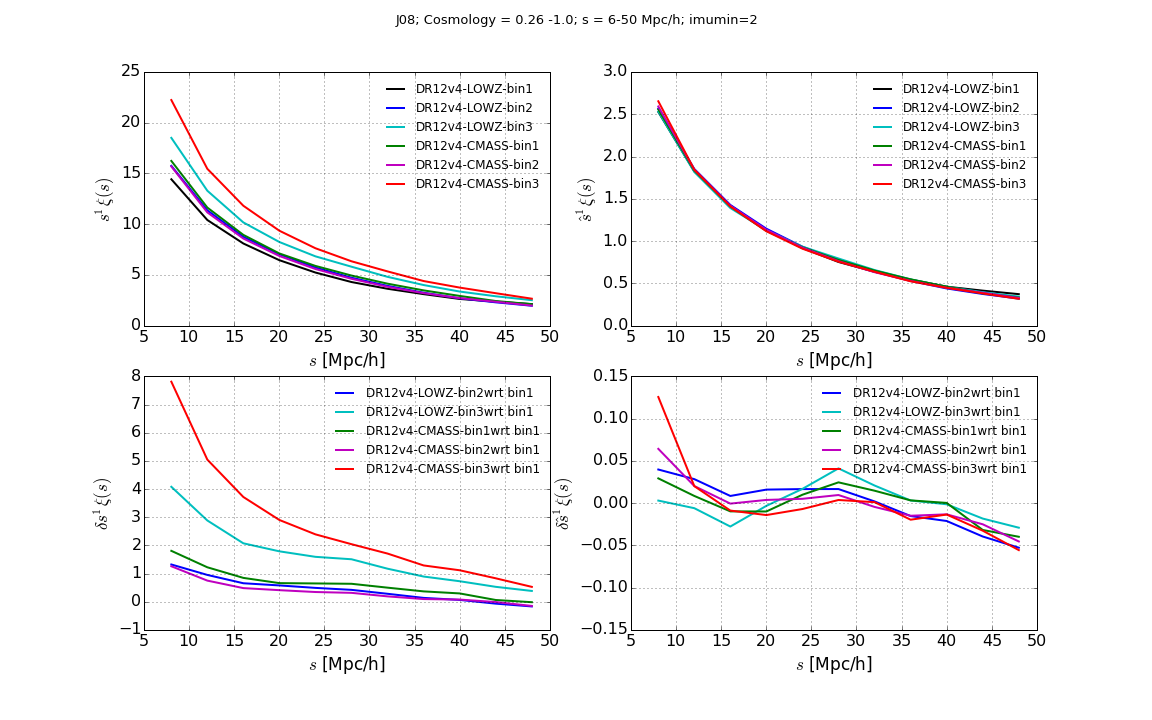 J08; Cosmology = 0.26 -1.0; s = 6-50 Mpc/h; imumin=2
25
20
15
10
5
0
5 10 15 20 25 30 35 40 45 50
s [Mpc/h]
s¹ ξ(s)
DR12v4-LOWZ-bin1
DR12v4-LOWZ-bin2
DR12v4-LOWZ-bin3
DR12v4-CMASS-bin1
DR12v4-CMASS-bin2
DR12v4-CMASS-bin3
3.0
2.5
2.0
1.5
1.0
0.5
0.0
5 10 15 20 25 30 35 40 45 50
s [Mpc/h]
ŝ¹ ξ(s)
DR12v4-LOWZ-bin1
DR12v4-LOWZ-bin2
DR12v4-LOWZ-bin3
DR12v4-CMASS-bin1
DR12v4-CMASS-bin2
DR12v4-CMASS-bin3
8
7
6
5
4
3
2
1
0
−1
5 10 15 20 25 30 35 40 45 50
s [Mpc/h]
δs¹ ξ(s)
DR12v4-LOWZ-bin2wrt bin1
DR12v4-LOWZ-bin3wrt bin1
DR12v4-CMASS-bin1wrt bin1
DR12v4-CMASS-bin2wrt bin1
DR12v4-CMASS-bin3wrt bin1
0.15
0.10
0.05
0.00
−0.05
−0.10
−0.15
5 10 15 20 25 30 35 40 45 50
s [Mpc/h]
δŝ¹ ξ(s)
DR12v4-LOWZ-bin2wrt bin1
DR12v4-LOWZ-bin3wrt bin1
DR12v4-CMASS-bin1wrt bin1
DR12v4-CMASS-bin2wrt bin1
DR12v4-CMASS-bin3wrt bin1